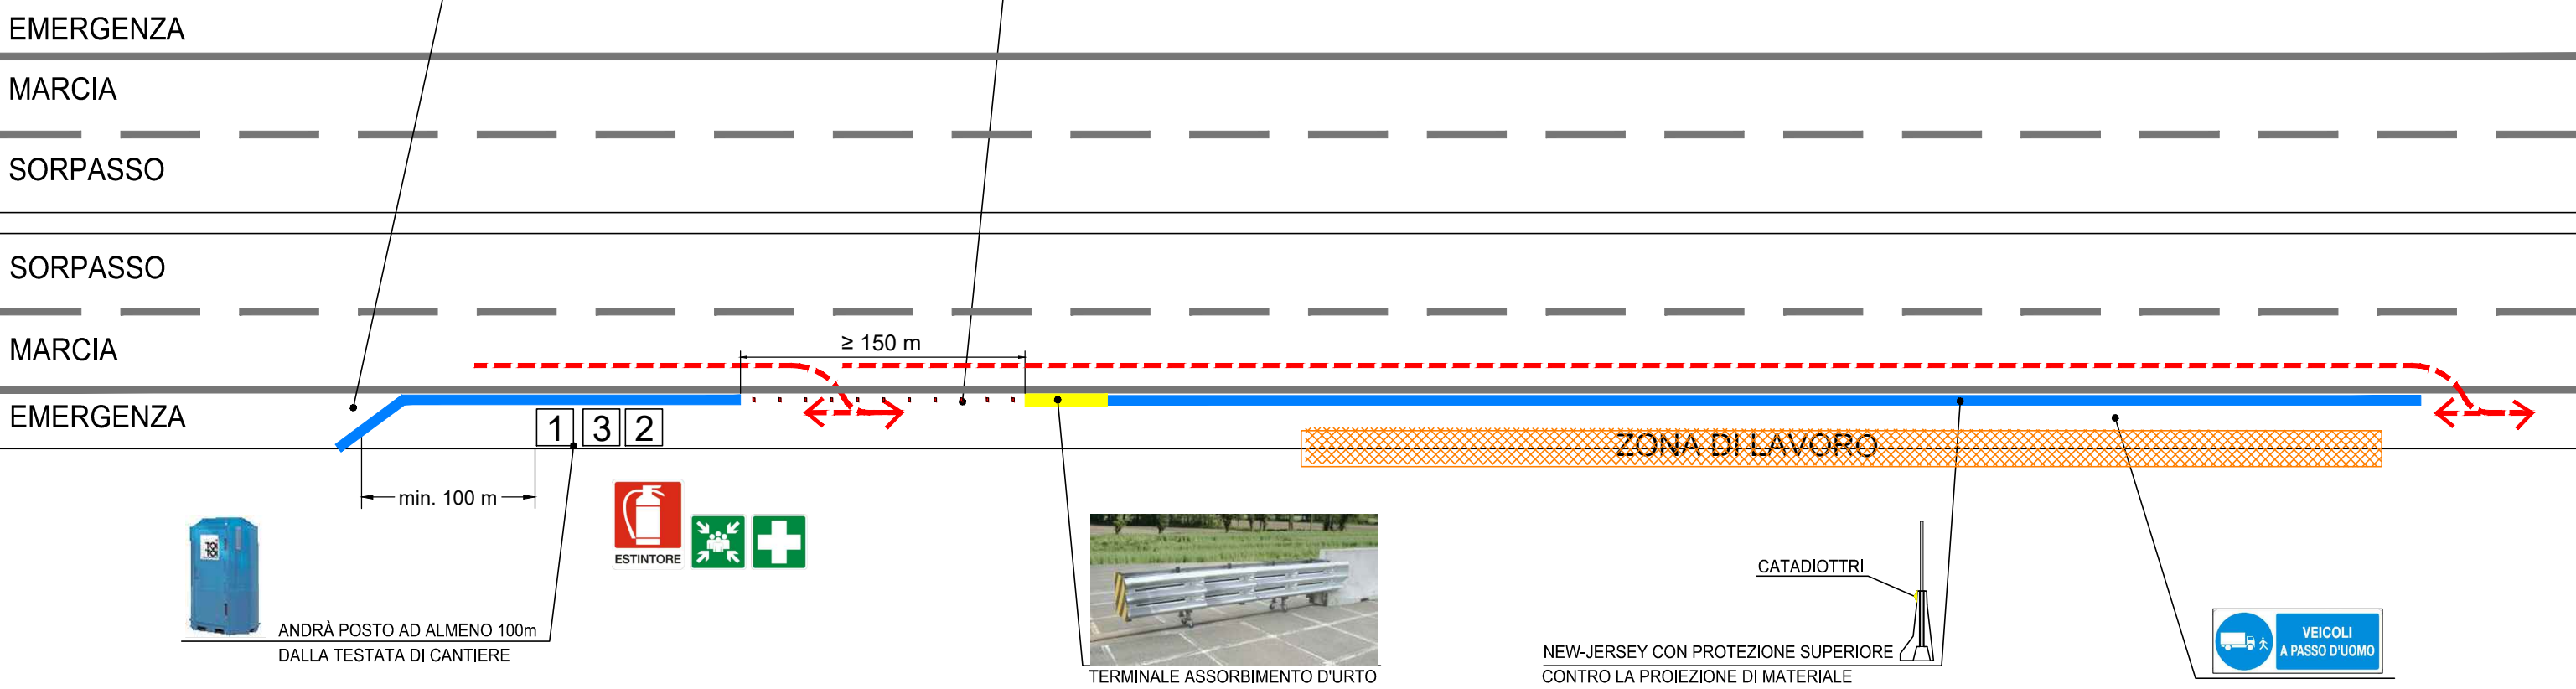 EMERGENZA
MARCIA
SORPASSO
SORPASSO
MARCIA
≥ 150 m
EMERGENZA
1 3 2
ZONA DI LAVORO
min. 100 m
ESTINTORE
TOI
TOI
ANDRÀ POSTO AD ALMENO 100m
DALLA TESTATA DI CANTIERE
TERMINALE ASSORBIMENTO D'URTO
CATADIOTTRI
NEW-JERSEY CON PROTEZIONE SUPERIORE
CONTRO LA PROIEZIONE DI MATERIALE
VEICOLI
A PASSO D'UOMO